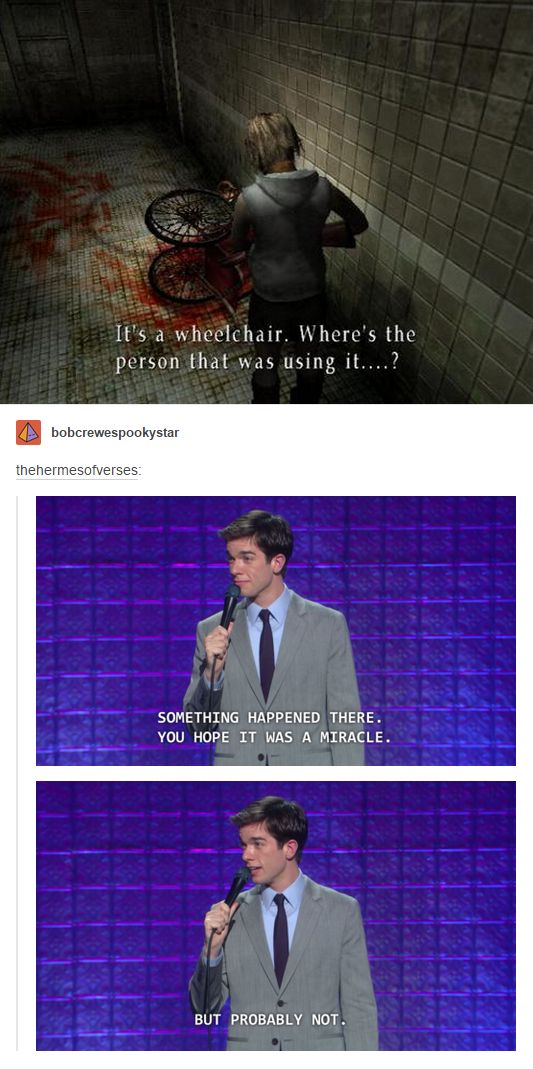 It's a wheelchair. Where's the
person that was using it....?
bobcrewespookystar
thehermesofverses:
SOMETHING HAPPENED THERE.
YOU HOPE IT WAS A MIRACLE.
BUT PROBABLY NOT.